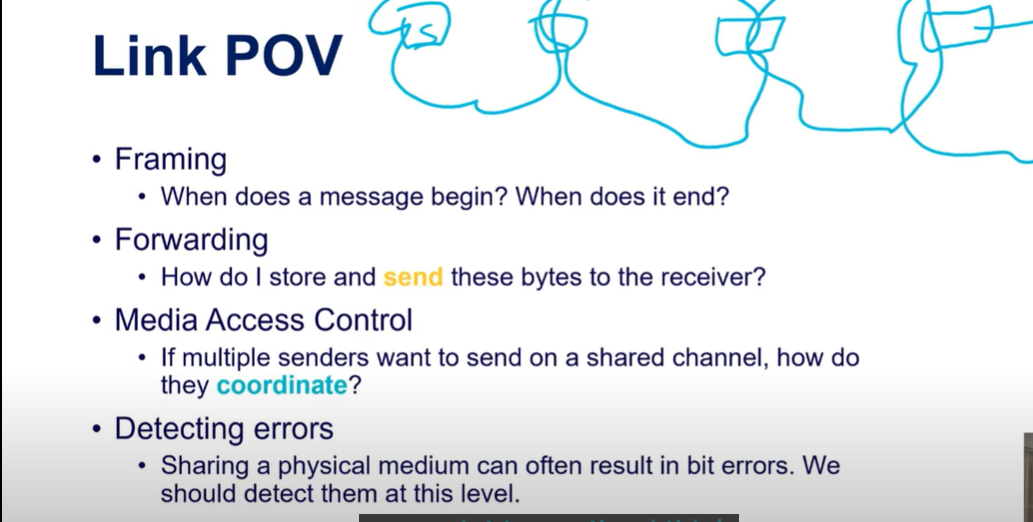 Link POV
• Framing
• When does a message begin? When does it end?
• Forwarding
• How do I store and send these bytes to the receiver?
• Media Access Control
• If multiple senders want to send on a shared channel, how do
they coordinate?
• Detecting errors
• Sharing a physical medium can often result in bit errors. We
should detect them at this level.